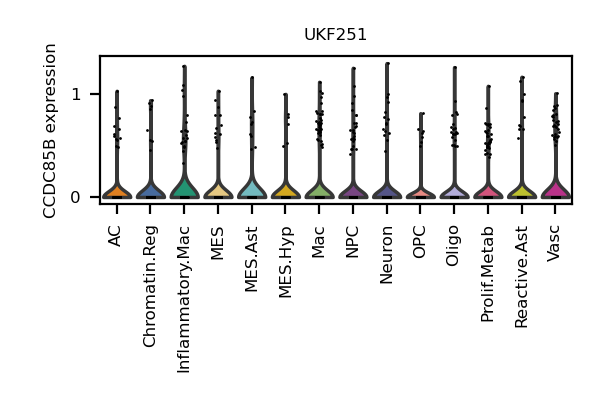 UKF251
CCDC85B expression
1
0
AC
Chromatin.Reg
Inflammatory.Mac
MES
MES.Ast
MES.Hyp
Mac
NPC
Neuron
OPC
Oligo
Prolif.Metab
Reactive.Ast
Vasc